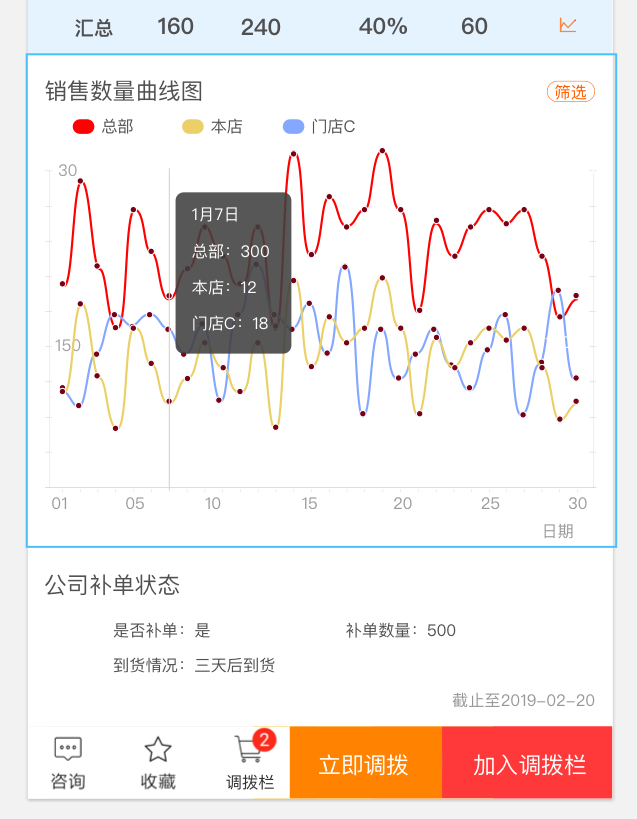 汇总 160 240 40% 60
销售数量曲线图 筛选
总部 本店 门店C
30
1月7日
总部：300
本店：12
门店C：18
150
01 05 10 15 20 25 30
日期
公司补单状态
是否补单：是 补单数量：500
到货情况：三天后到货
截止至2019-02-20
2
咨询 收藏 调拨栏 立即调拨 加入调拨栏